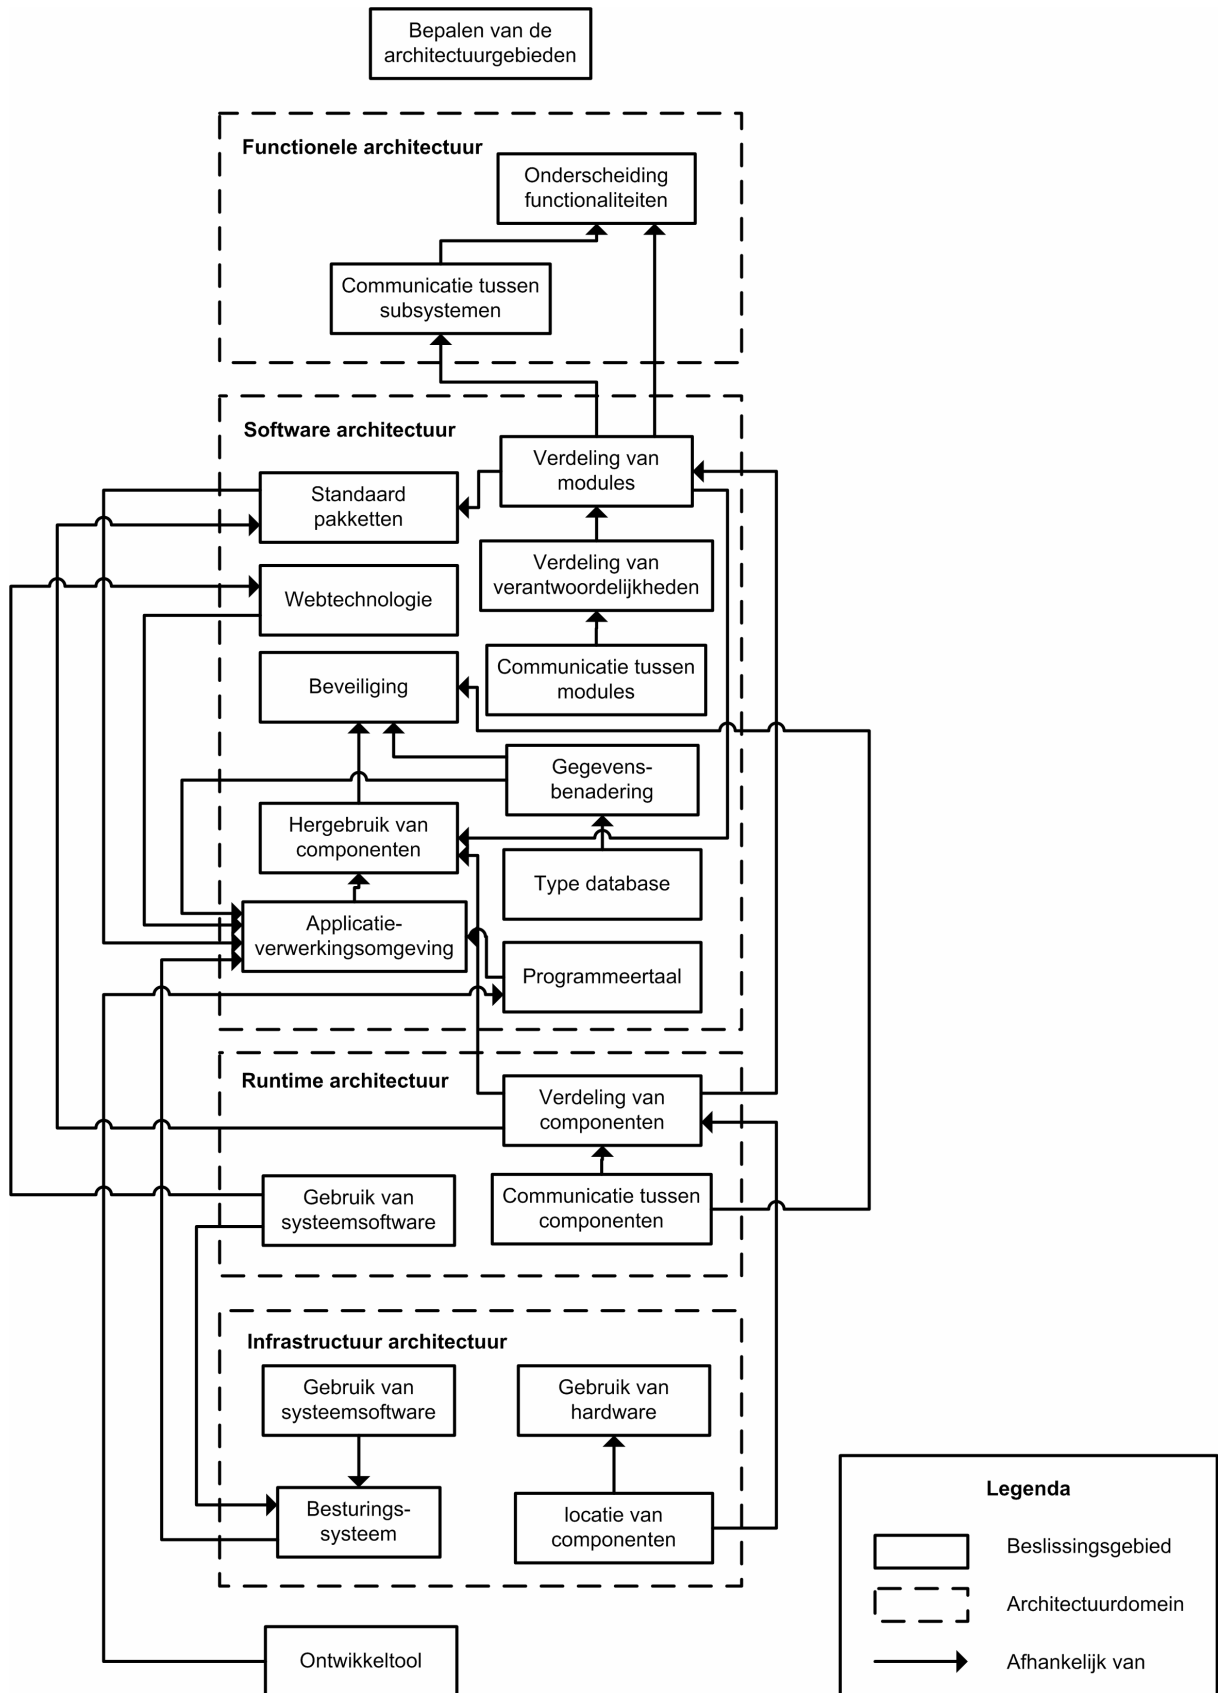 Bepalen van de
architectuurgebieden
Functionele architectuur
Onderscheiding
functionaliteiten
Communicatie tussen
subsystemen
Software architectuur
Verdeling van
modules
Standaard
pakketten
Verdeling van
verantwoordelijkheden
Webtechnologie
Communicatie tussen
modules
Beveiliging
Gegevens-
benadering
Hergebruik van
componenten
Type database
Applicatie-
verwerkingsomgeving
Programmeertaal
Runtime architectuur
Verdeling van
componenten
Gebruik van
systeemsoftware
Communicatie tussen
componenten
Infrastructuur architectuur
Gebruik van
systeemsoftware
Gebruik van
hardware
Besturings-
systeem
locatie van
componenten
Ontwikkeltool
Legenda
Beslissingsgebied
Architectuurdomein
Afhankelijk van